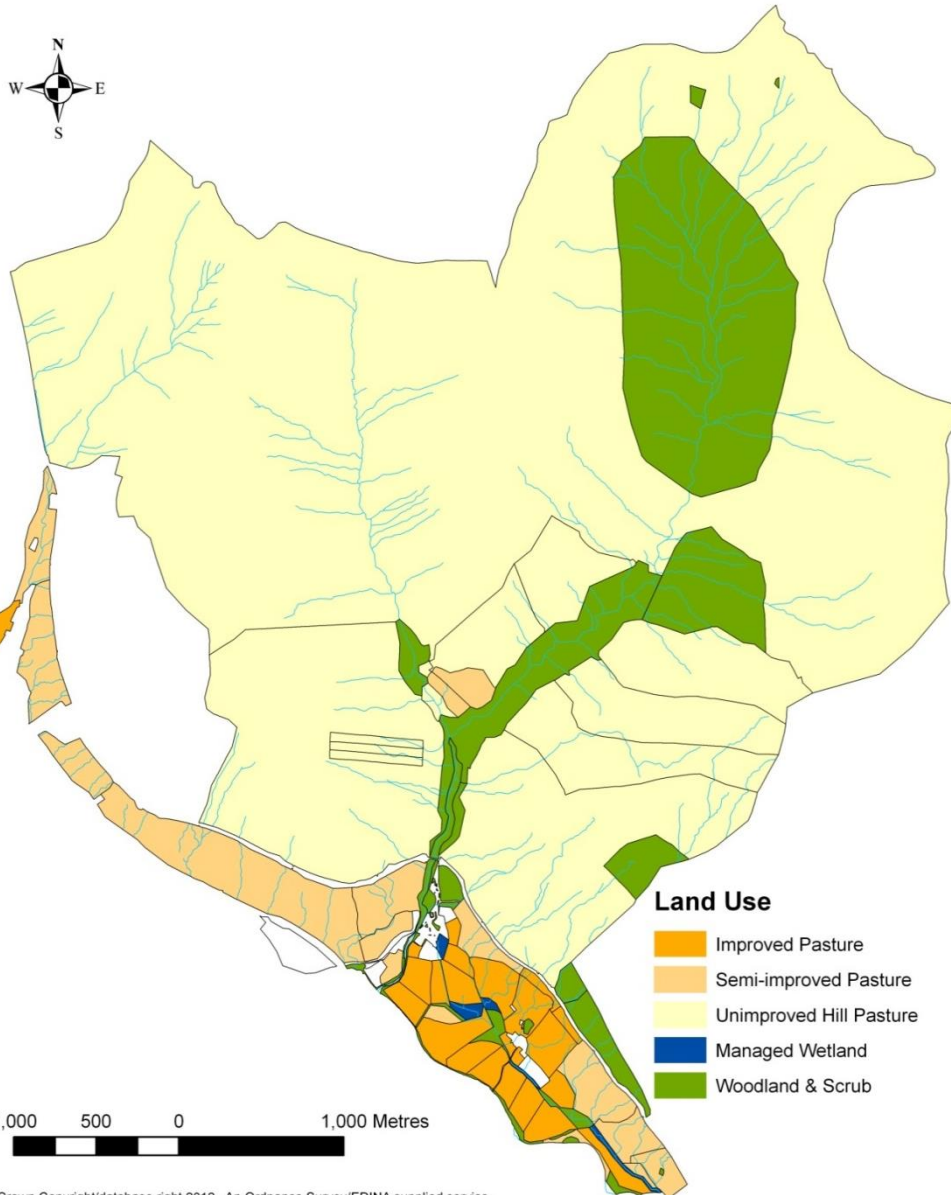 N
W E
S
Land Use
Improved Pasture
Semi-improved Pasture
Unimproved Hill Pasture
Managed Wetland
Woodland & Scrub
,000 500 0 1,000 Metres